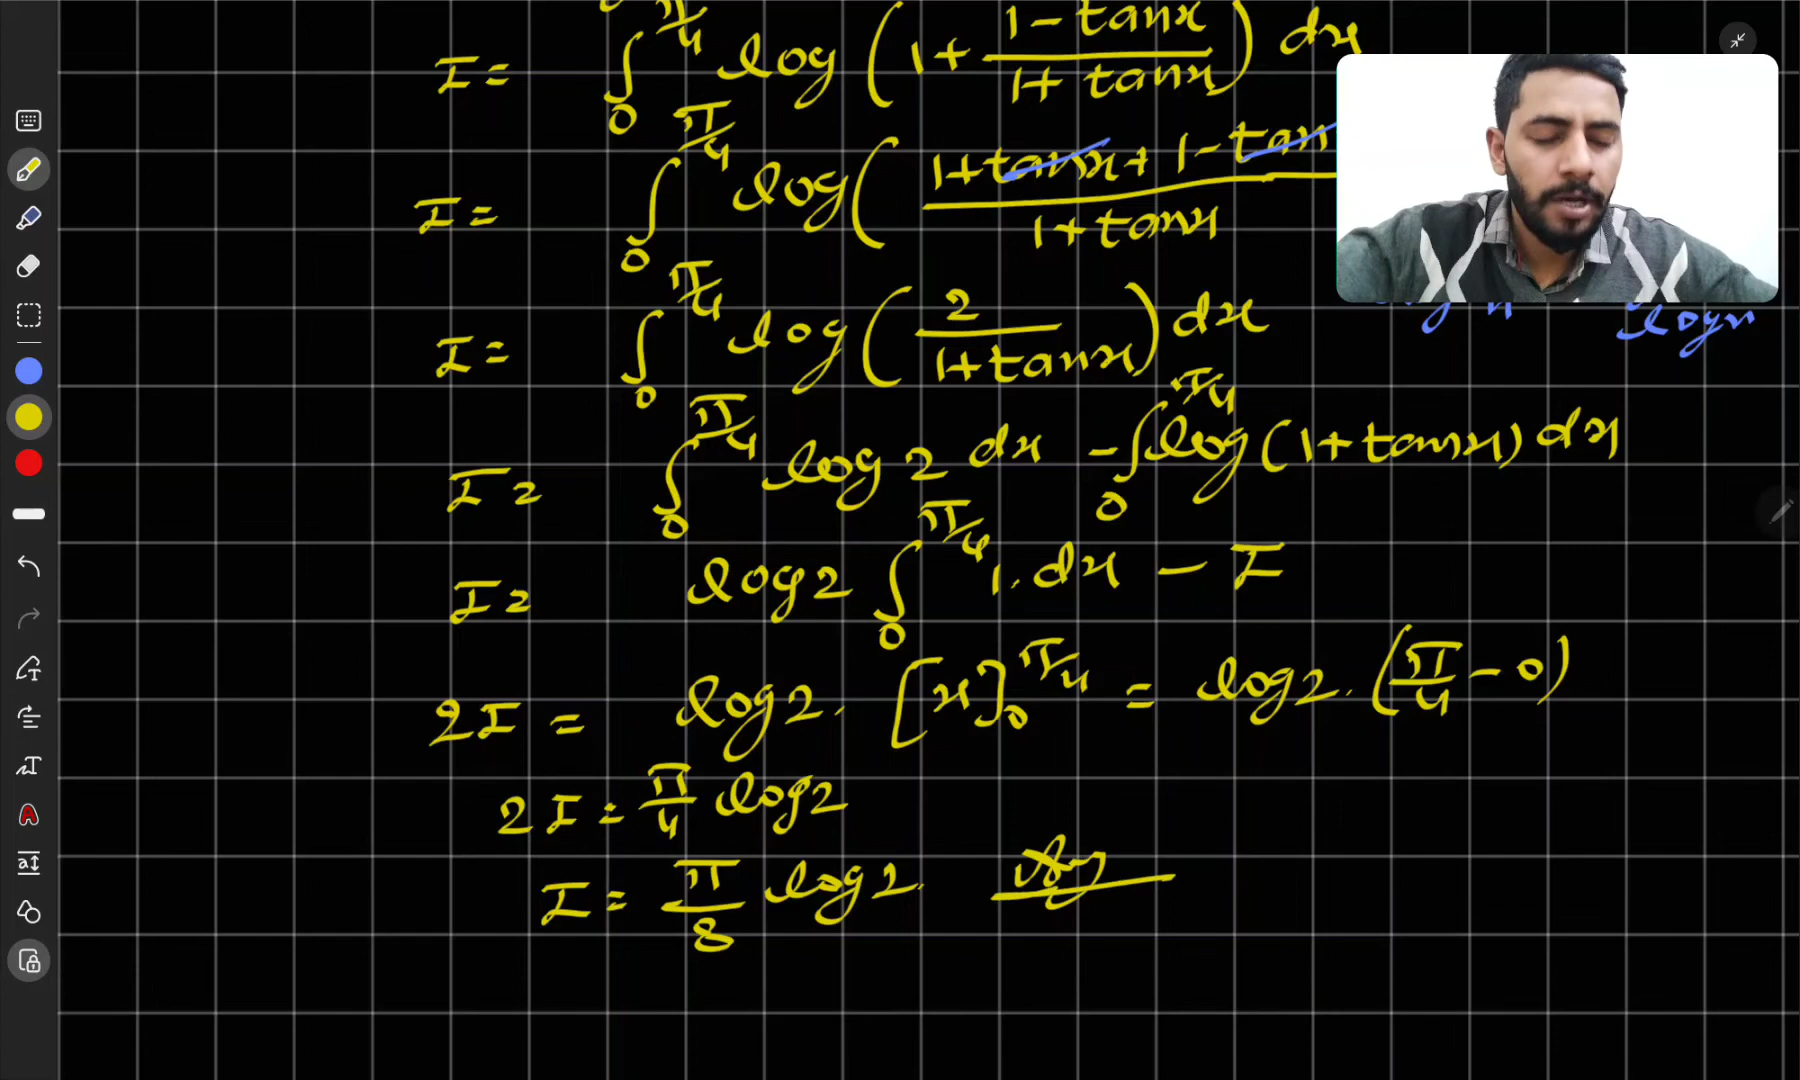 I = ∫₀^(π/4) log(1 + (1 - tanx)/(1 + tanx)) dx
I = ∫₀^(π/4) log((1 + tanx + 1 - tan)/(1 + tanx)
I = ∫₀^(π/4) log(2/(1 + tanx)) dx
logn
I = ∫₀^(π/4) log 2 dx - ∫₀^(π/4) log(1 + tanx) dx
I = log2 ∫₀^(π/4) 1. dx - I
2I = log2. [x]₀^(π/4) = log2. (π/4 - 0)
2I = π/4 log2
I = π/8 log2.